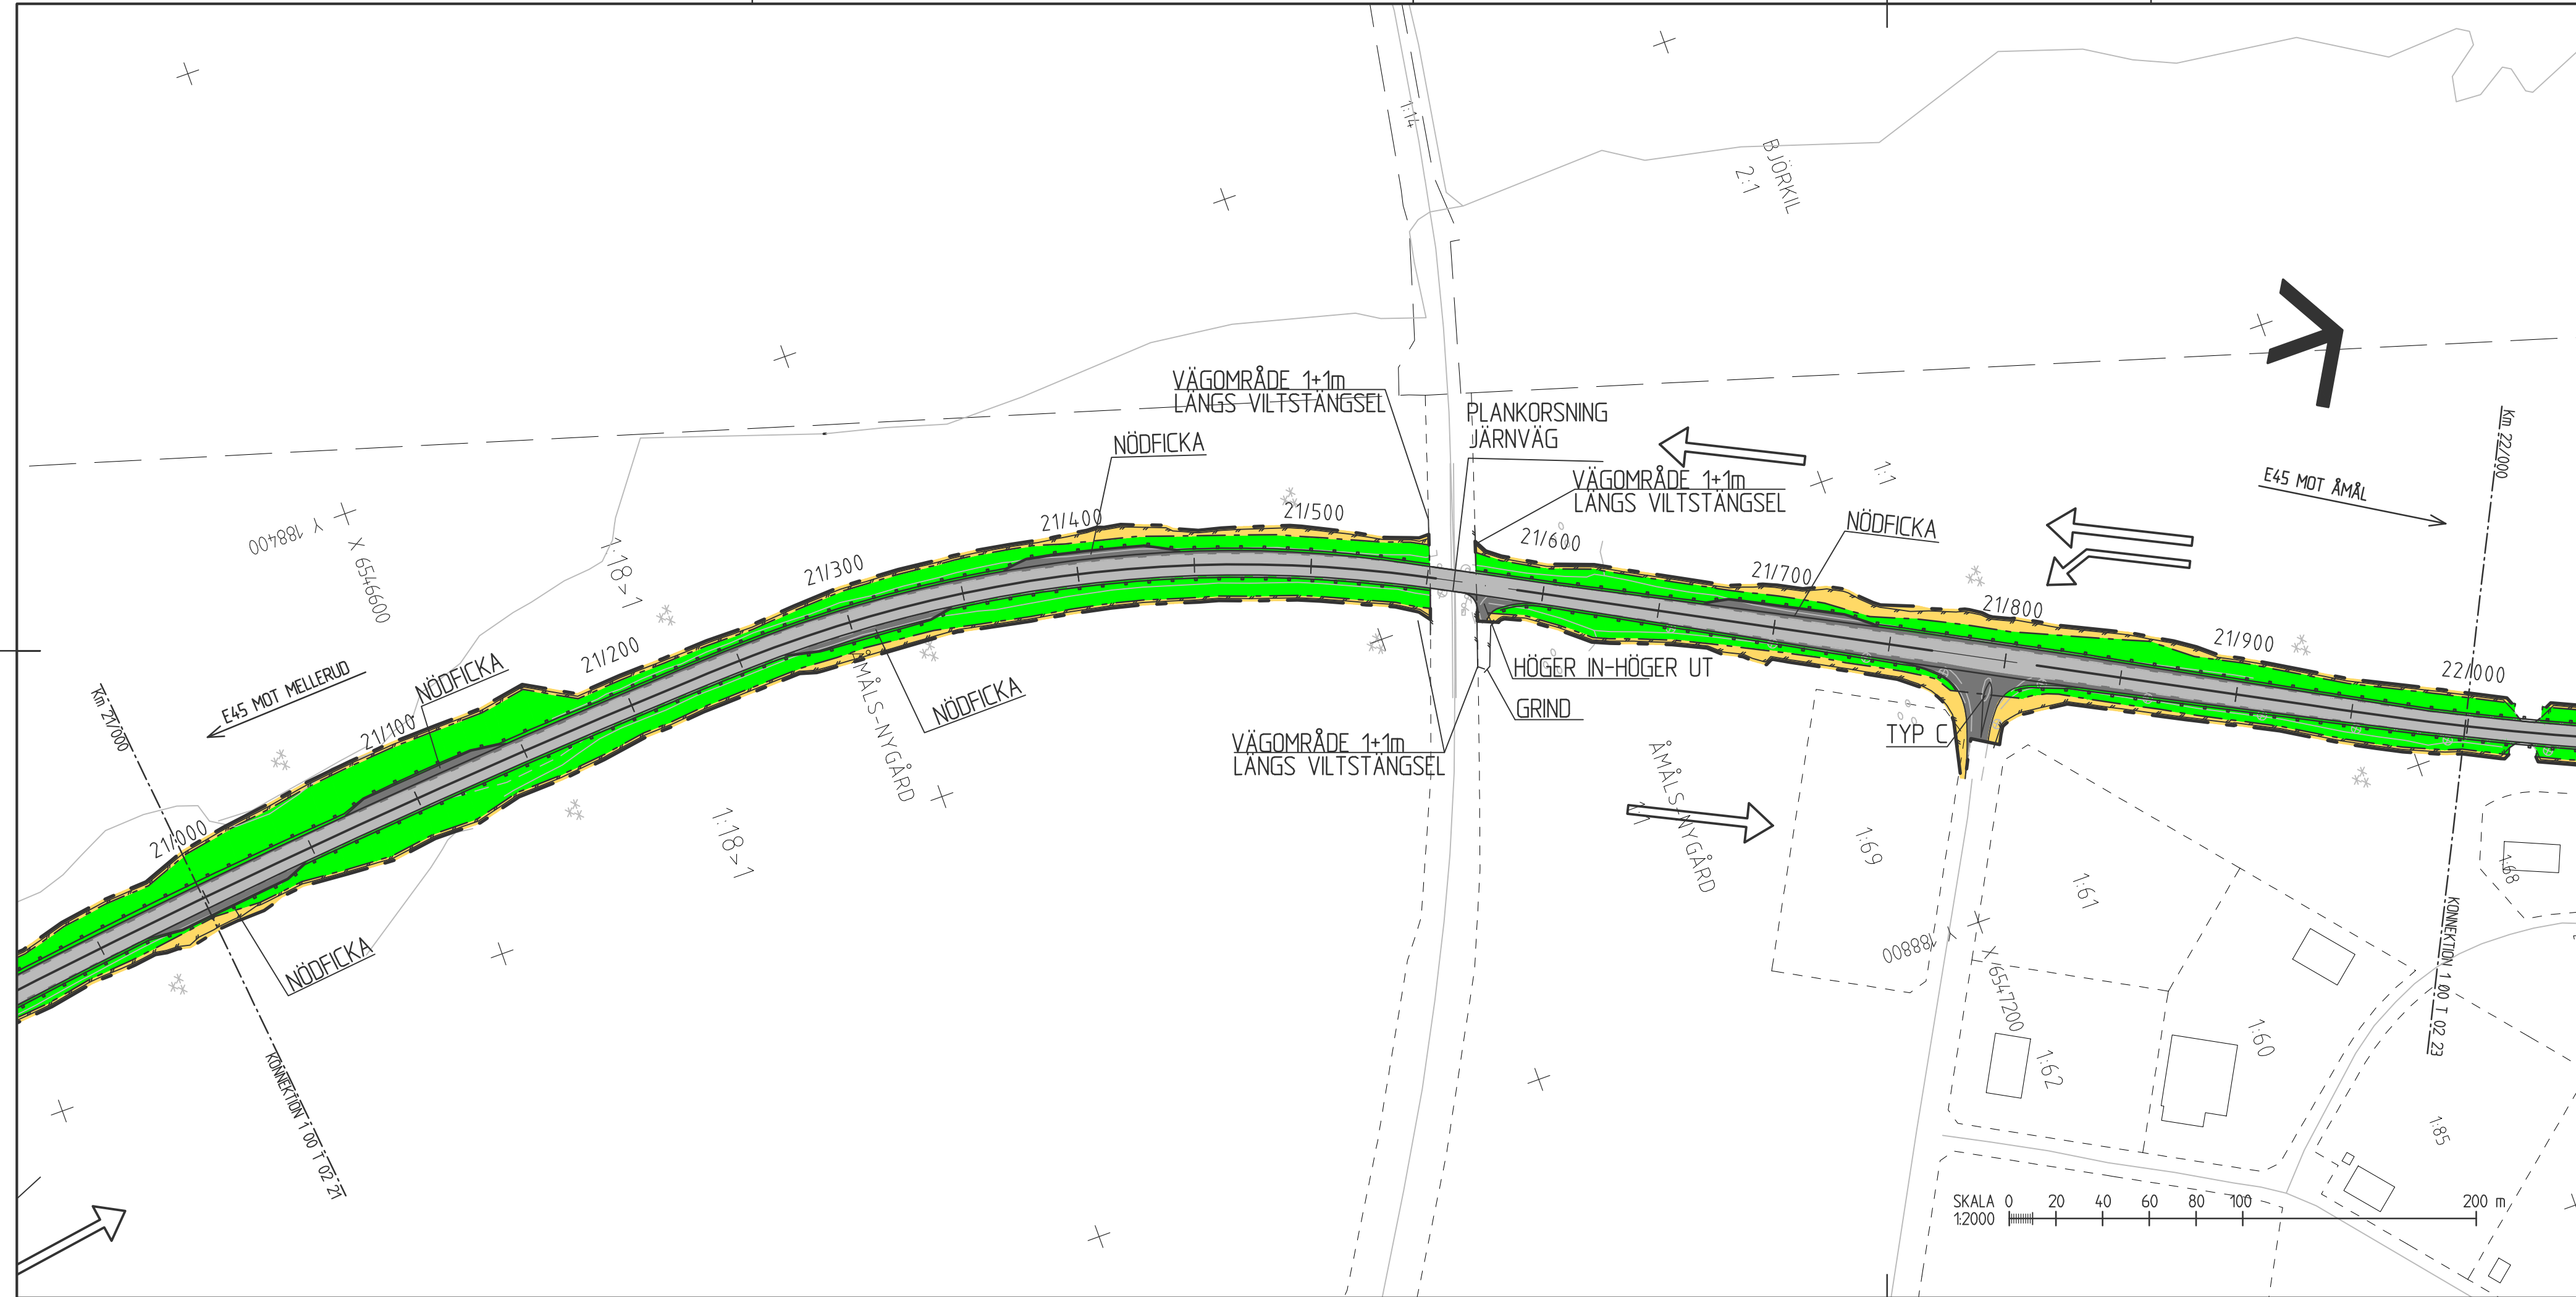 1:14
BJÖRKIL
2:1
VÄGOMRÅDE 1+1m
LÄNGS VILTSTÄNGSEL
PLANKORSNING
JÄRNVÄG
NÖDFICKA
VÄGOMRÅDE 1+1m
LÄNGS VILTSTÄNGSEL
1:1
E45 MOT ÅMÅL
Km 22/000
NÖDFICKA
Y 188400
X 6546600
1:18>1
21/400
21/500
21/600
21/300
21/700
21/800
21/200
21/900
22/000
E45 MOT MELLERUD
NÖDFICKA
Km 21/000
21/100
ÅMÅLS-NYGÅRD
NÖDFICKA
HÖGER IN-HÖGER UT
GRIND
VÄGOMRÅDE 1+1m
LÄNGS VILTSTÄNGSEL
TYP C
21/000
1:18>1
ÅMÅLS-NYGÅRD
1:1
1:69
1:61
1:68
NÖDFICKA
Y 188800
X 6547200
KONNEKTION 1 00 T 02 23
KONNEKTION 1 00 T 02 21
1:62
1:60
1:85
SKALA 0 20 40 60 80 100 200 m
1:2000